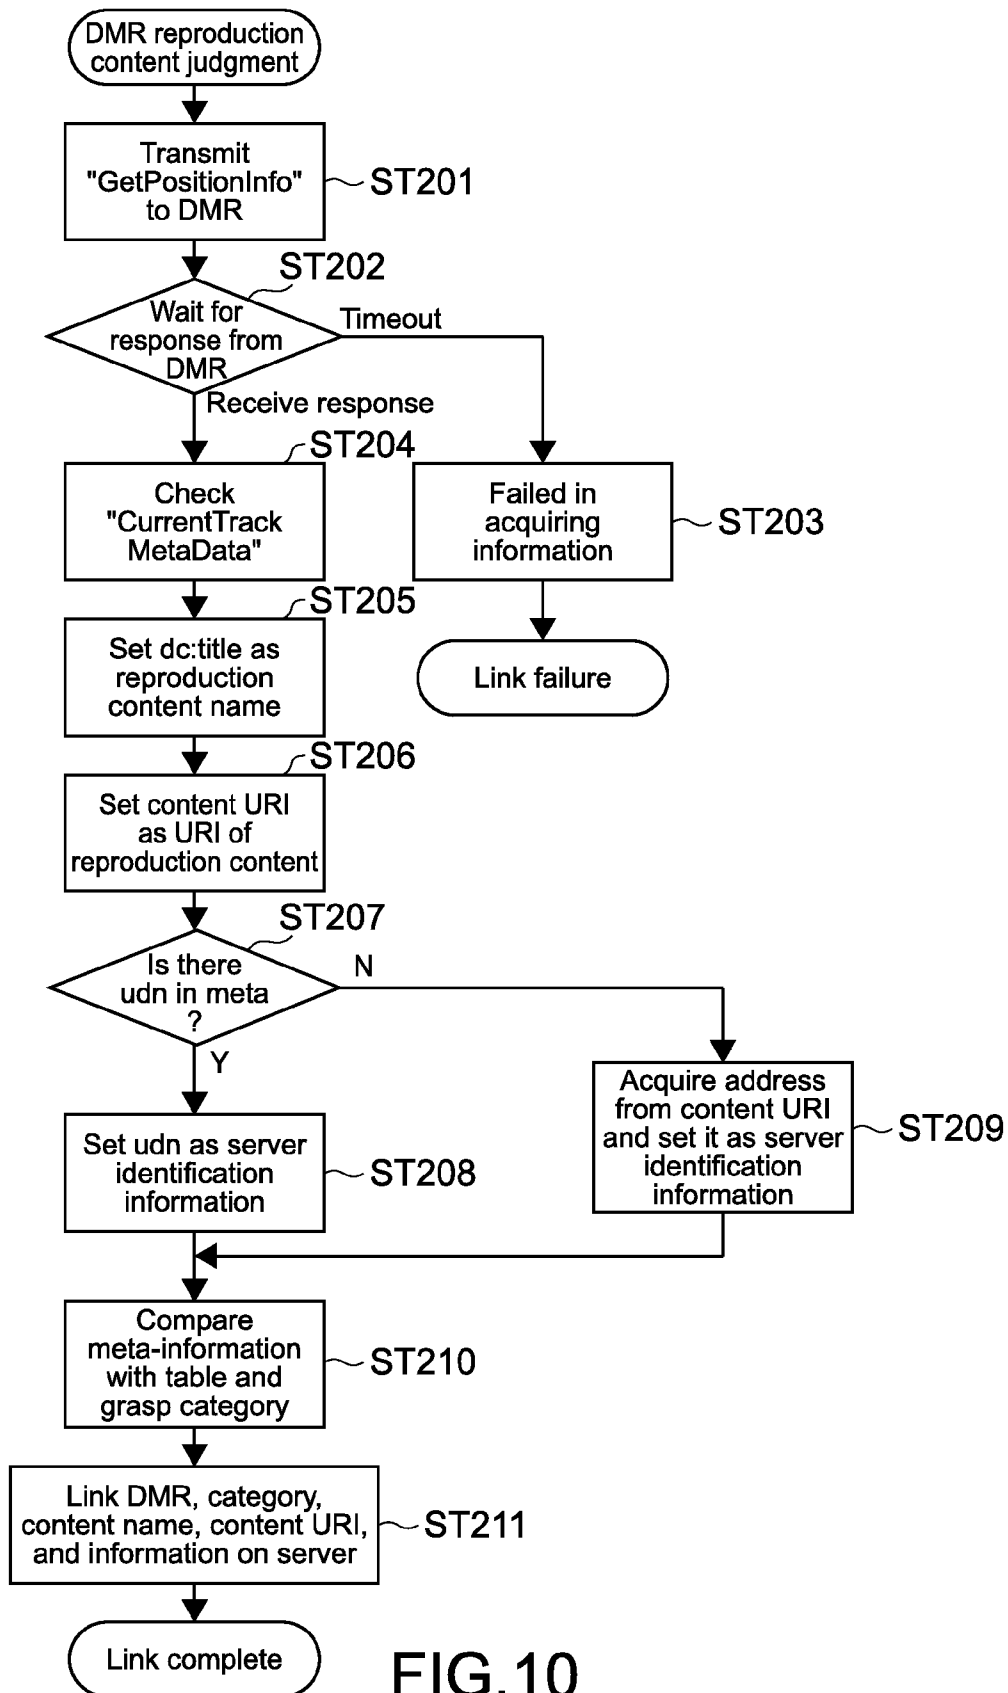 DMR reproduction
content judgment
Transmit
"GetPositionInfo"
to DMR
ST201
ST202
Wait for
response from
DMR
Timeout
Receive response
ST204
Check
"CurrentTrack
MetaData"
Failed in
acquiring
information
ST203
ST205
Set dc:title as
reproduction
content name
Link failure
ST206
Set content URI
as URI of
reproduction content
ST207
Is there
udn in meta
?
N
Y
Acquire address
from content URI
and set it as server
identification
information
ST209
Set udn as server
identification
information
ST208
Compare
meta-information
with table and
grasp category
ST210
Link DMR, category,
content name, content URI,
and information on server
ST211
Link complete
FIG.10